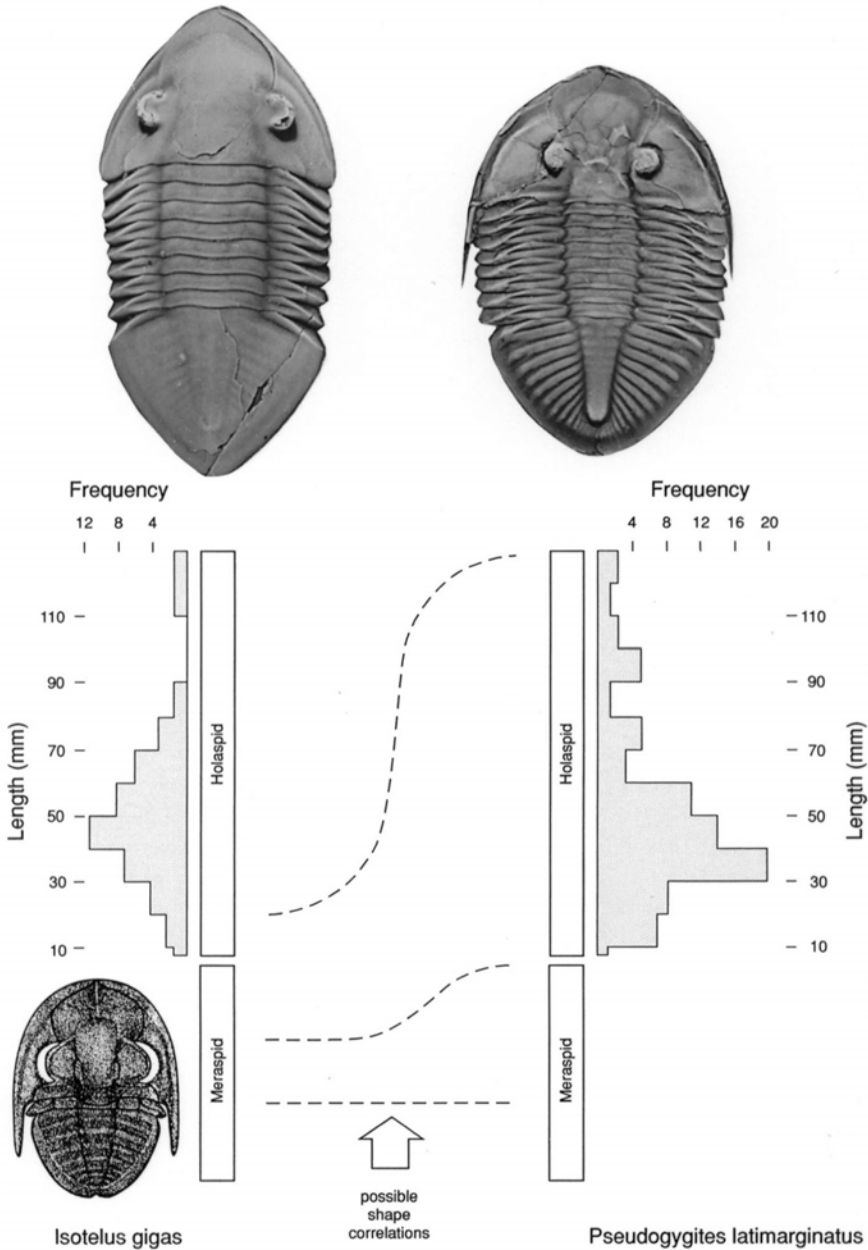 Frequency
12 8 4
110
90
70
50
30
10
Length (mm)
Holaspid
Meraspid
Frequency
4 8 12 16 20
110
90
70
50
30
10
Length (mm)
Holaspid
Meraspid
possible
shape
correlations
Isotelus gigas
Pseudogygites latimarginatus